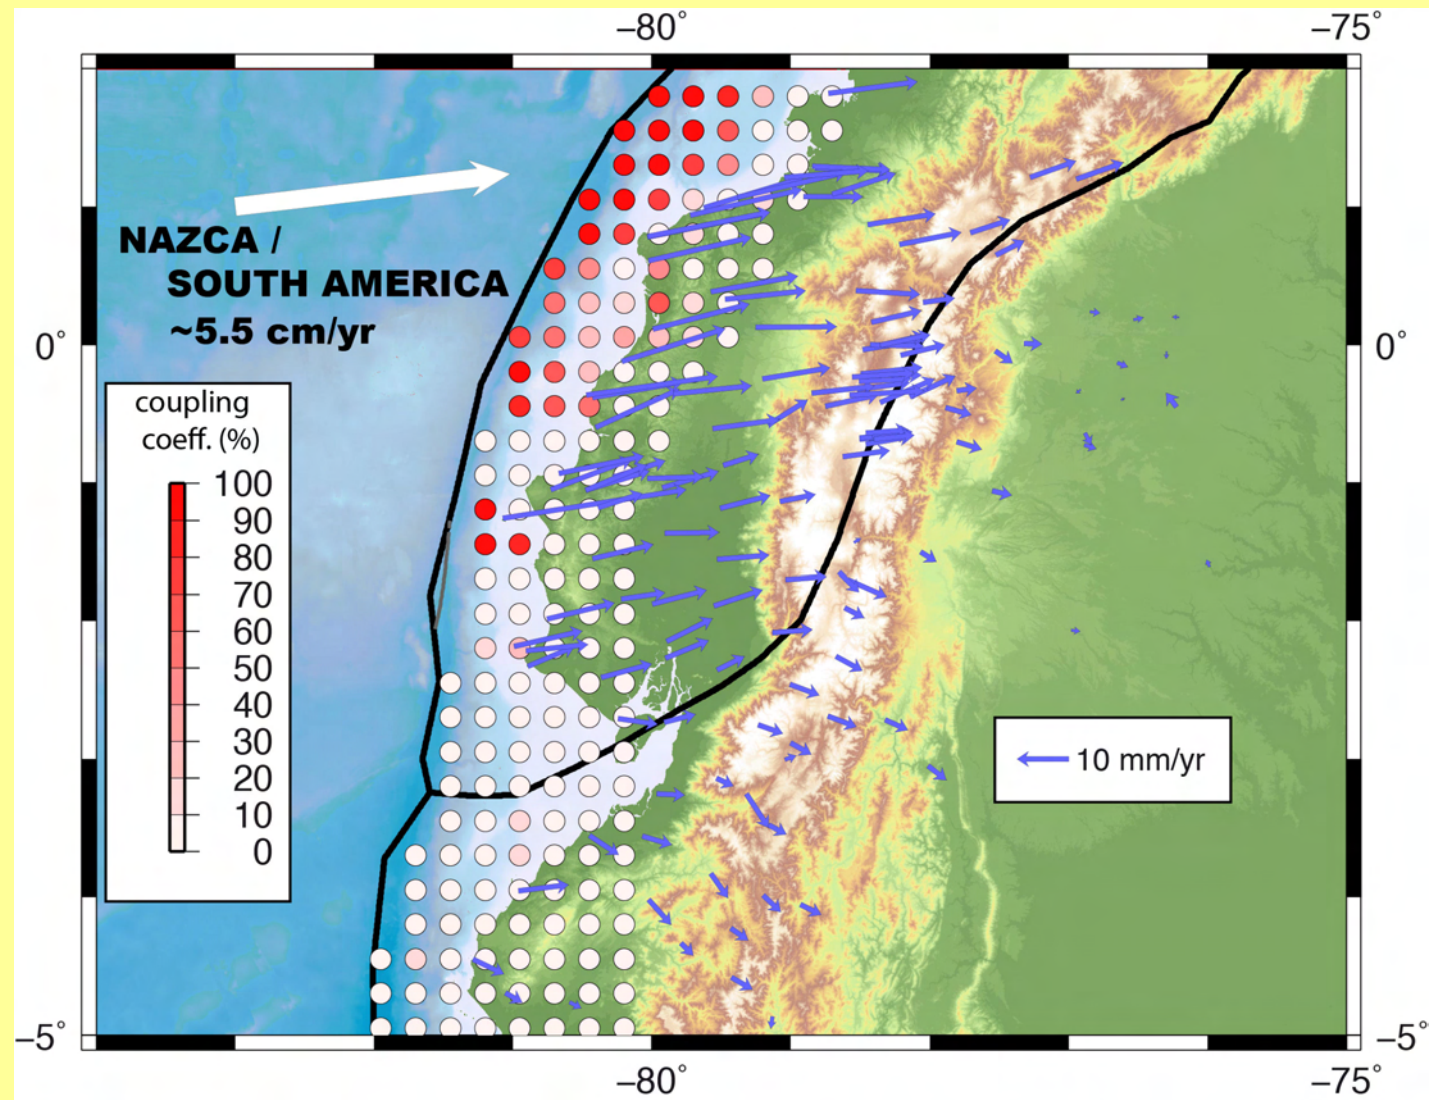 −80° −75°
NAZCA /
SOUTH AMERICA
~5.5 cm/yr
0° 0°
coupling
coeff. (%)
100
90
80
70
60
50
40
30
20
10
0
10 mm/yr
−5° −5°
−80° −75°